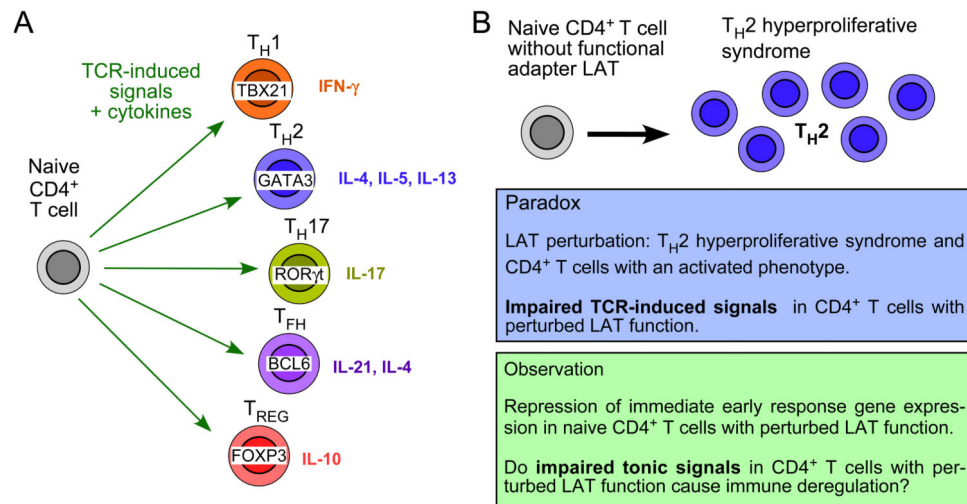 A
TCR-induced
signals
+ cytokines
Naive
CD4+
T cell
TH1
TBX21
IFN-γ
TH2
GATA3
IL-4, IL-5, IL-13
TH17
RORγt
IL-17
TFH
BCL6
IL-21, IL-4
TREG
FOXP3
IL-10
B
Naive CD4+ T cell
without functional
adapter LAT
TH2 hyperproliferative
syndrome
TH2
Paradox
LAT perturbation: TH2 hyperproliferative syndrome and
CD4+ T cells with an activated phenotype.
Impaired TCR-induced signals in CD4+ T cells with
perturbed LAT function.
Observation
Repression of immediate early response gene expres-
sion in naive CD4+ T cells with perturbed LAT function.
Do impaired tonic signals in CD4+ T cells with per-
turbed LAT function cause immune deregulation?